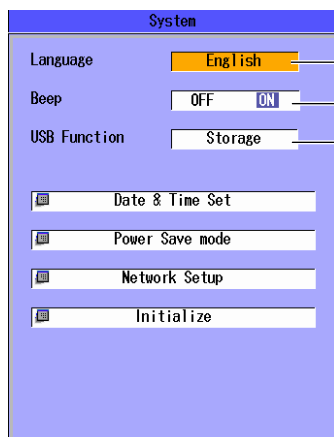 System
Language English
Beep OFF ON
USB Function Storage
Date & Time Set
Power Save mode
Network Setup
Initialize